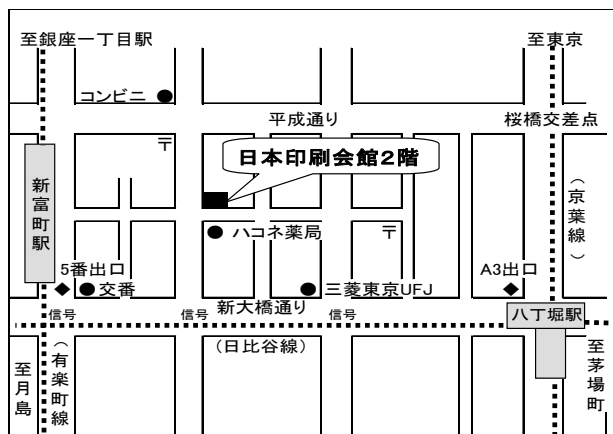 至銀座一丁目駅
至東京
コンビニ
平成通り
桜橋交差点
〒
日本印刷会館2階
新富町駅
(京葉線)
ハコネ薬局
〒
5番出口
A3出口
交番
三菱東京UFJ
新大橋通り
八丁堀駅
信号
信号
信号
(日比谷線)
至月島
(有楽町線)
至茅場町